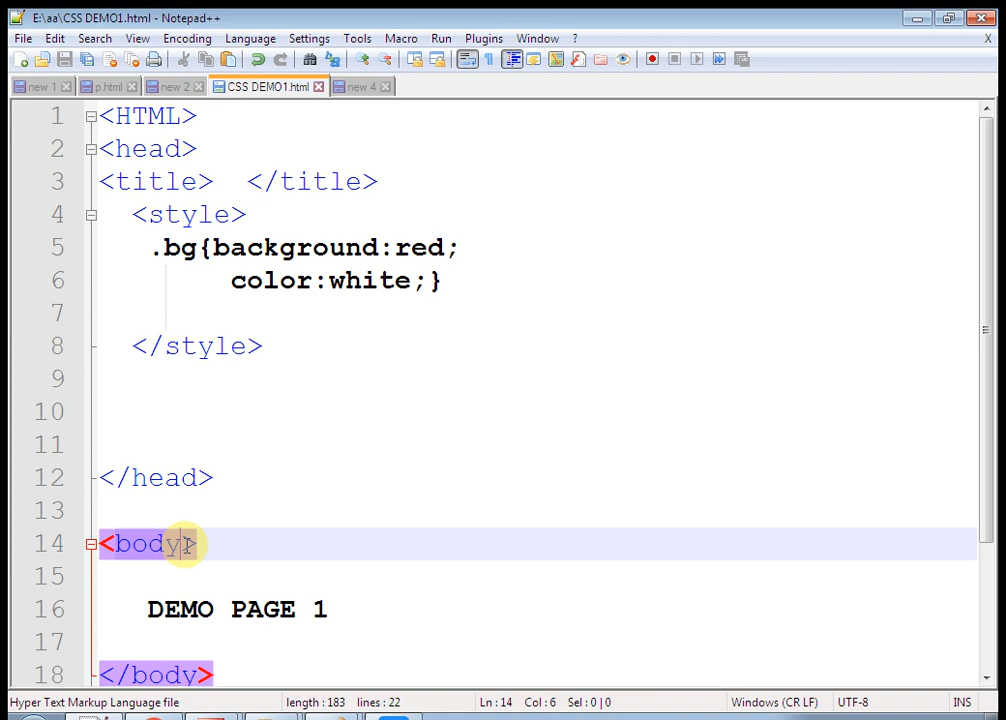 E:\aa\CSS DEMO1.html - Notepad++
File Edit Search View Encoding Language Settings Tools Macro Run Plugins Window ? X
new 1 p.html new 2 CSS DEMO1.html new 4
1 <HTML>
2 <head>
3 <title> </title>
4 <style>
5 .bg{background:red;
6 color:white;}
7
8 </style>
9
10
11
12 </head>
13
14 <body>
15
16 DEMO PAGE 1
17
18 </body>
Hyper Text Markup Language file length : 183 lines : 22 Ln : 14 Col : 6 Sel : 0 | 0 Windows (CR LF) UTF-8 INS